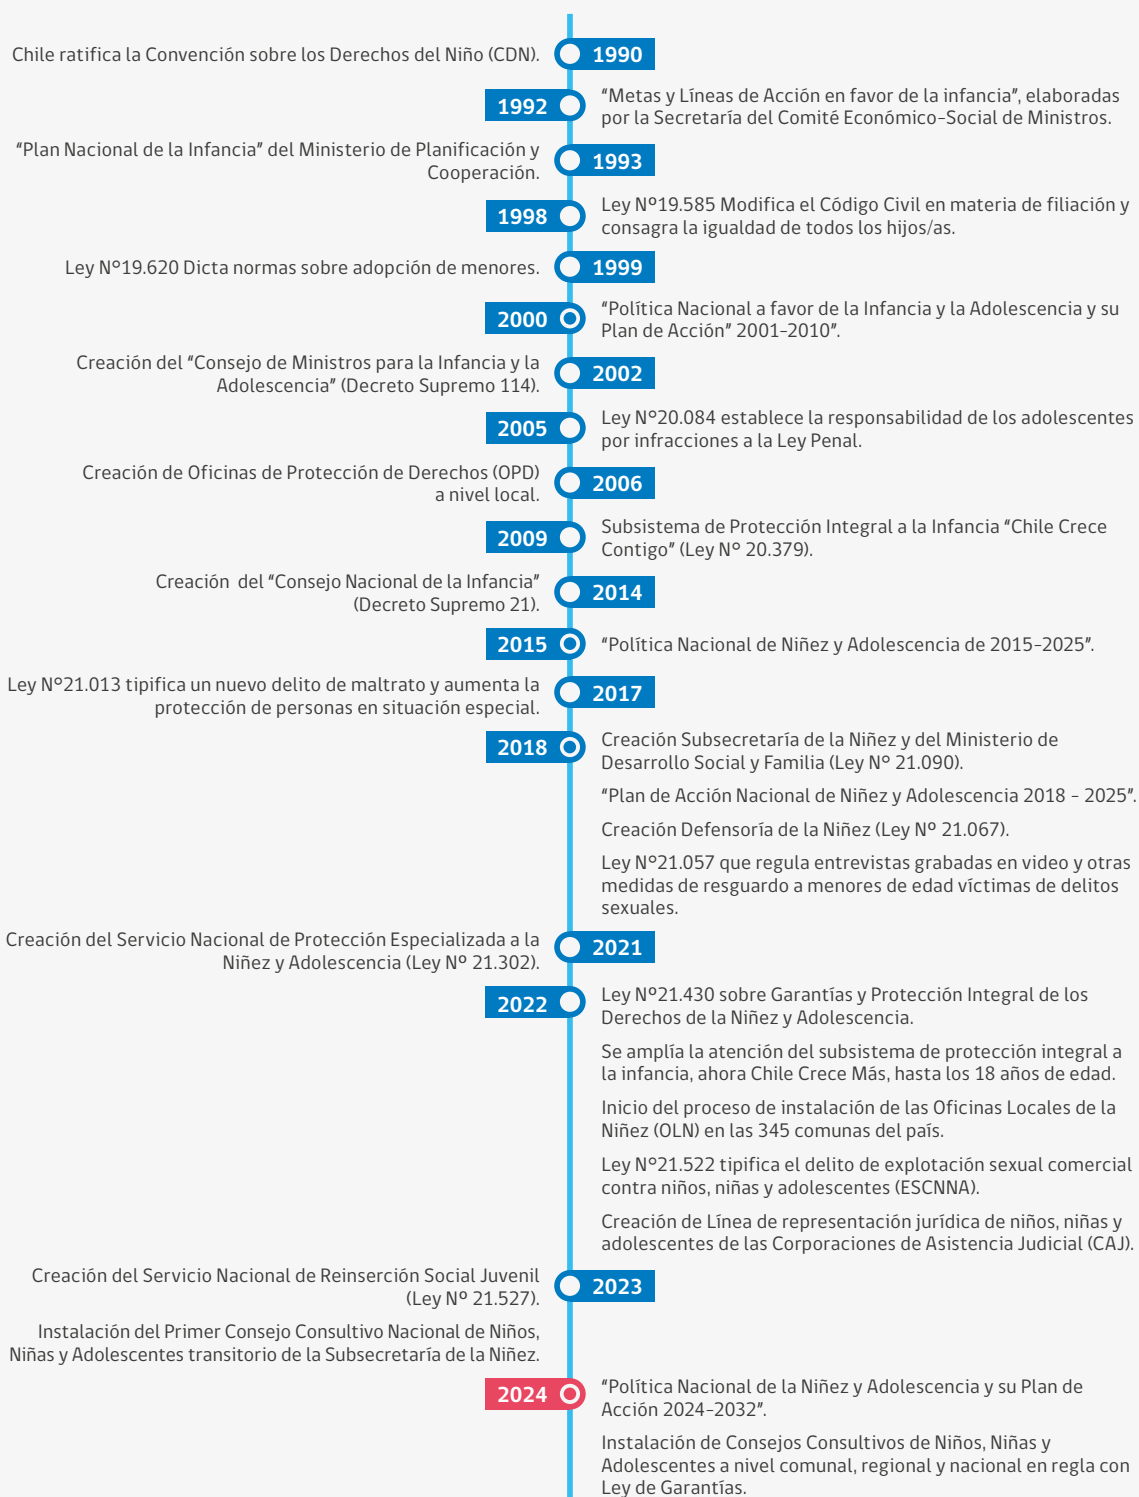 Chile ratifica la Convención sobre los Derechos del Niño (CDN).
1990
1992
"Metas y Líneas de Acción en favor de la infancia", elaboradas
por la Secretaría del Comité Económico-Social de Ministros.
"Plan Nacional de la Infancia" del Ministerio de Planificación y
Cooperación.
1993
1998
Ley Nº19.585 Modifica el Código Civil en materia de filiación y
consagra la igualdad de todos los hijos/as.
Ley Nº19.620 Dicta normas sobre adopción de menores.
1999
2000
"Política Nacional a favor de la Infancia y la Adolescencia y su
Plan de Acción" 2001-2010".
Creación del "Consejo de Ministros para la Infancia y la
Adolescencia" (Decreto Supremo 114).
2002
2005
Ley Nº20.084 establece la responsabilidad de los adolescentes
por infracciones a la Ley Penal.
Creación de Oficinas de Protección de Derechos (OPD)
a nivel local.
2006
2009
Subsistema de Protección Integral a la Infancia "Chile Crece
Contigo" (Ley Nº 20.379).
Creación  del "Consejo Nacional de la Infancia"
(Decreto Supremo 21).
2014
2015
"Política Nacional de Niñez y Adolescencia de 2015-2025".
Ley Nº21.013 tipifica un nuevo delito de maltrato y aumenta la
protección de personas en situación especial.
2017
2018
Creación Subsecretaría de la Niñez y del Ministerio de
Desarrollo Social y Familia (Ley Nº 21.090).
"Plan de Acción Nacional de Niñez y Adolescencia 2018 - 2025".
Creación Defensoría de la Niñez (Ley Nº 21.067).
Ley Nº21.057 que regula entrevistas grabadas en video y otras
medidas de resguardo a menores de edad víctimas de delitos
sexuales.
Creación del Servicio Nacional de Protección Especializada a la
Niñez y Adolescencia (Ley Nº 21.302).
2021
2022
Ley Nº21.430 sobre Garantías y Protección Integral de los
Derechos de la Niñez y Adolescencia.
Se amplía la atención del subsistema de protección integral a
la infancia, ahora Chile Crece Más, hasta los 18 años de edad.
Inicio del proceso de instalación de las Oficinas Locales de la
Niñez (OLN) en las 345 comunas del país.
Ley Nº21.522 tipifica el delito de explotación sexual comercial
contra niños, niñas y adolescentes (ESCNNA).
Creación de Línea de representación jurídica de niños, niñas y
adolescentes de las Corporaciones de Asistencia Judicial (CAJ).
Creación del Servicio Nacional de Reinserción Social Juvenil
(Ley Nº 21.527).
2023
Instalación del Primer Consejo Consultivo Nacional de Niños,
Niñas y Adolescentes transitorio de la Subsecretaría de la Niñez.
2024
"Política Nacional de la Niñez y Adolescencia y su Plan de
Acción 2024-2032".
Instalación de Consejos Consultivos de Niños, Niñas y
Adolescentes a nivel comunal, regional y nacional en regla con
Ley de Garantías.